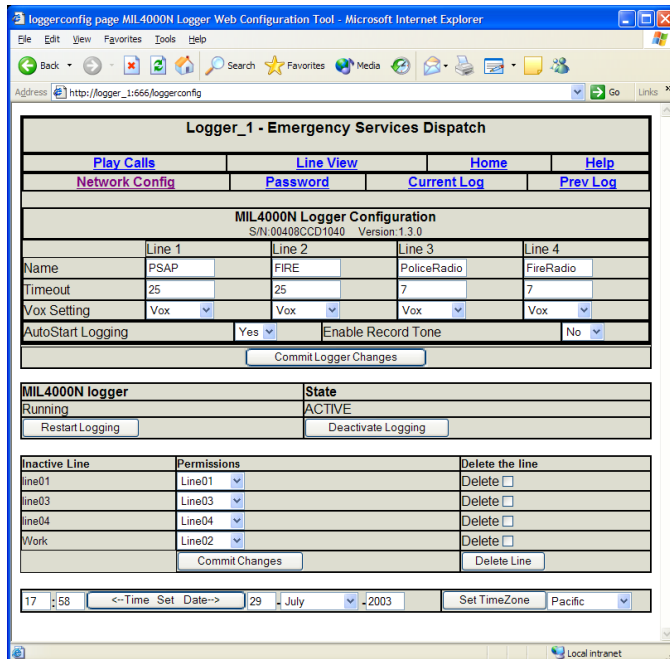 loggerconfig page MIL4000N Logger Web Configuration Tool - Microsoft Internet Explorer
File Edit View Favorites Tools Help
Back Search Favorites Media
Address http://logger_1:666/loggerconfig Go Links »
Logger_1 - Emergency Services Dispatch
Play Calls Line View Home Help
Network Config Password Current Log Prev Log
MIL4000N Logger Configuration
S/N:00408CCD1040 Version:1.3.0
Line 1 Line 2 Line 3 Line 4
Name PSAP FIRE PoliceRadio FireRadio
Timeout 25 25 7 7
Vox Setting Vox Vox Vox Vox
AutoStart Logging Yes Enable Record Tone No
Commit Logger Changes
MIL4000N logger State
Running ACTIVE
Restart Logging Deactivate Logging
Inactive Line Permissions Delete the line
line01 Line01 Delete
line03 Line03 Delete
line04 Line04 Delete
Work Line02 Delete
Commit Changes Delete Line
17 : 58 <--Time Set Date--> 29 - July - 2003 Set TimeZone Pacific
Local intranet